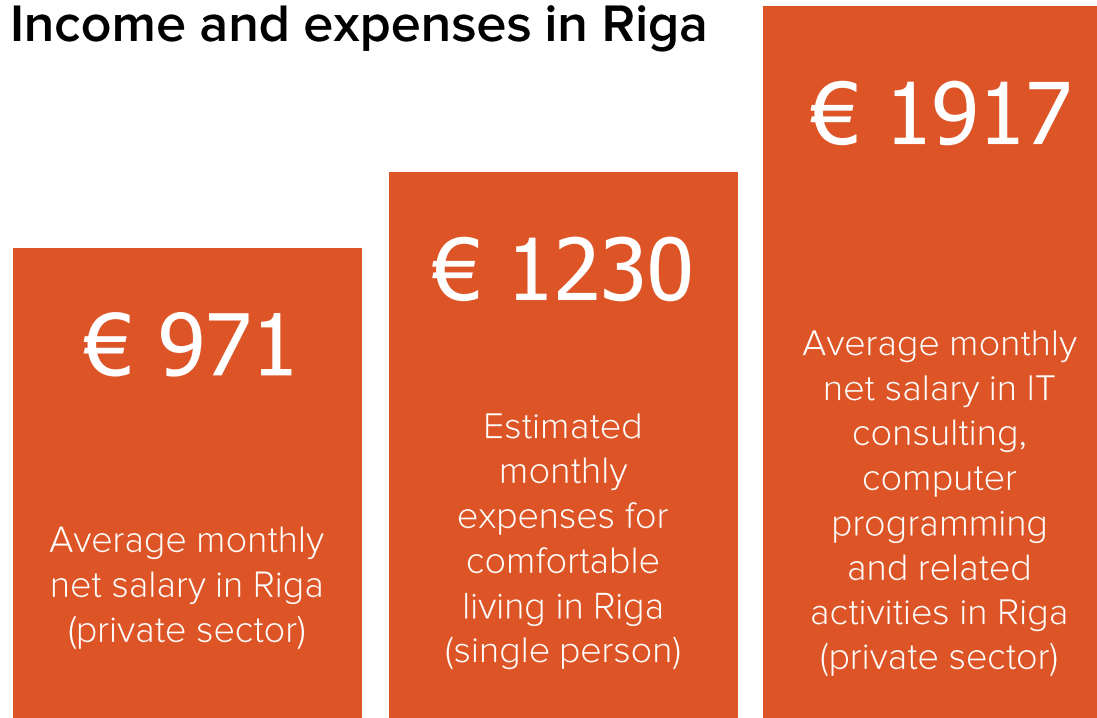 Income and expenses in Riga
€ 971
Average monthly
net salary in Riga
(private sector)
€ 1230
Estimated
monthly
expenses for
comfortable
living in Riga
(single person)
€ 1917
Average monthly
net salary in IT
consulting,
computer
programming
and related
activities in Riga
(private sector)